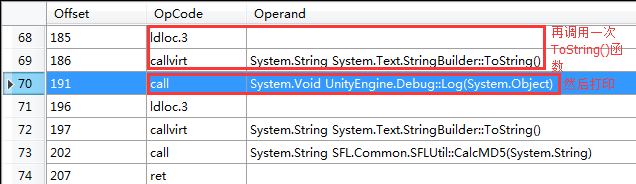 Offset OpCode Operand
68 185 ldloc.3
69 186 callvirt System.String System.Text.StringBuilder::ToString()
70 191 call System.Void UnityEngine.Debug::Log(System.Object)
71 196 ldloc.3
72 197 callvirt System.String System.Text.StringBuilder::ToString()
73 202 call System.String SFL.Common.SFLUtil::CalcMD5(System.String)
74 207 ret
再调用一次
ToString()函
数
然后打印